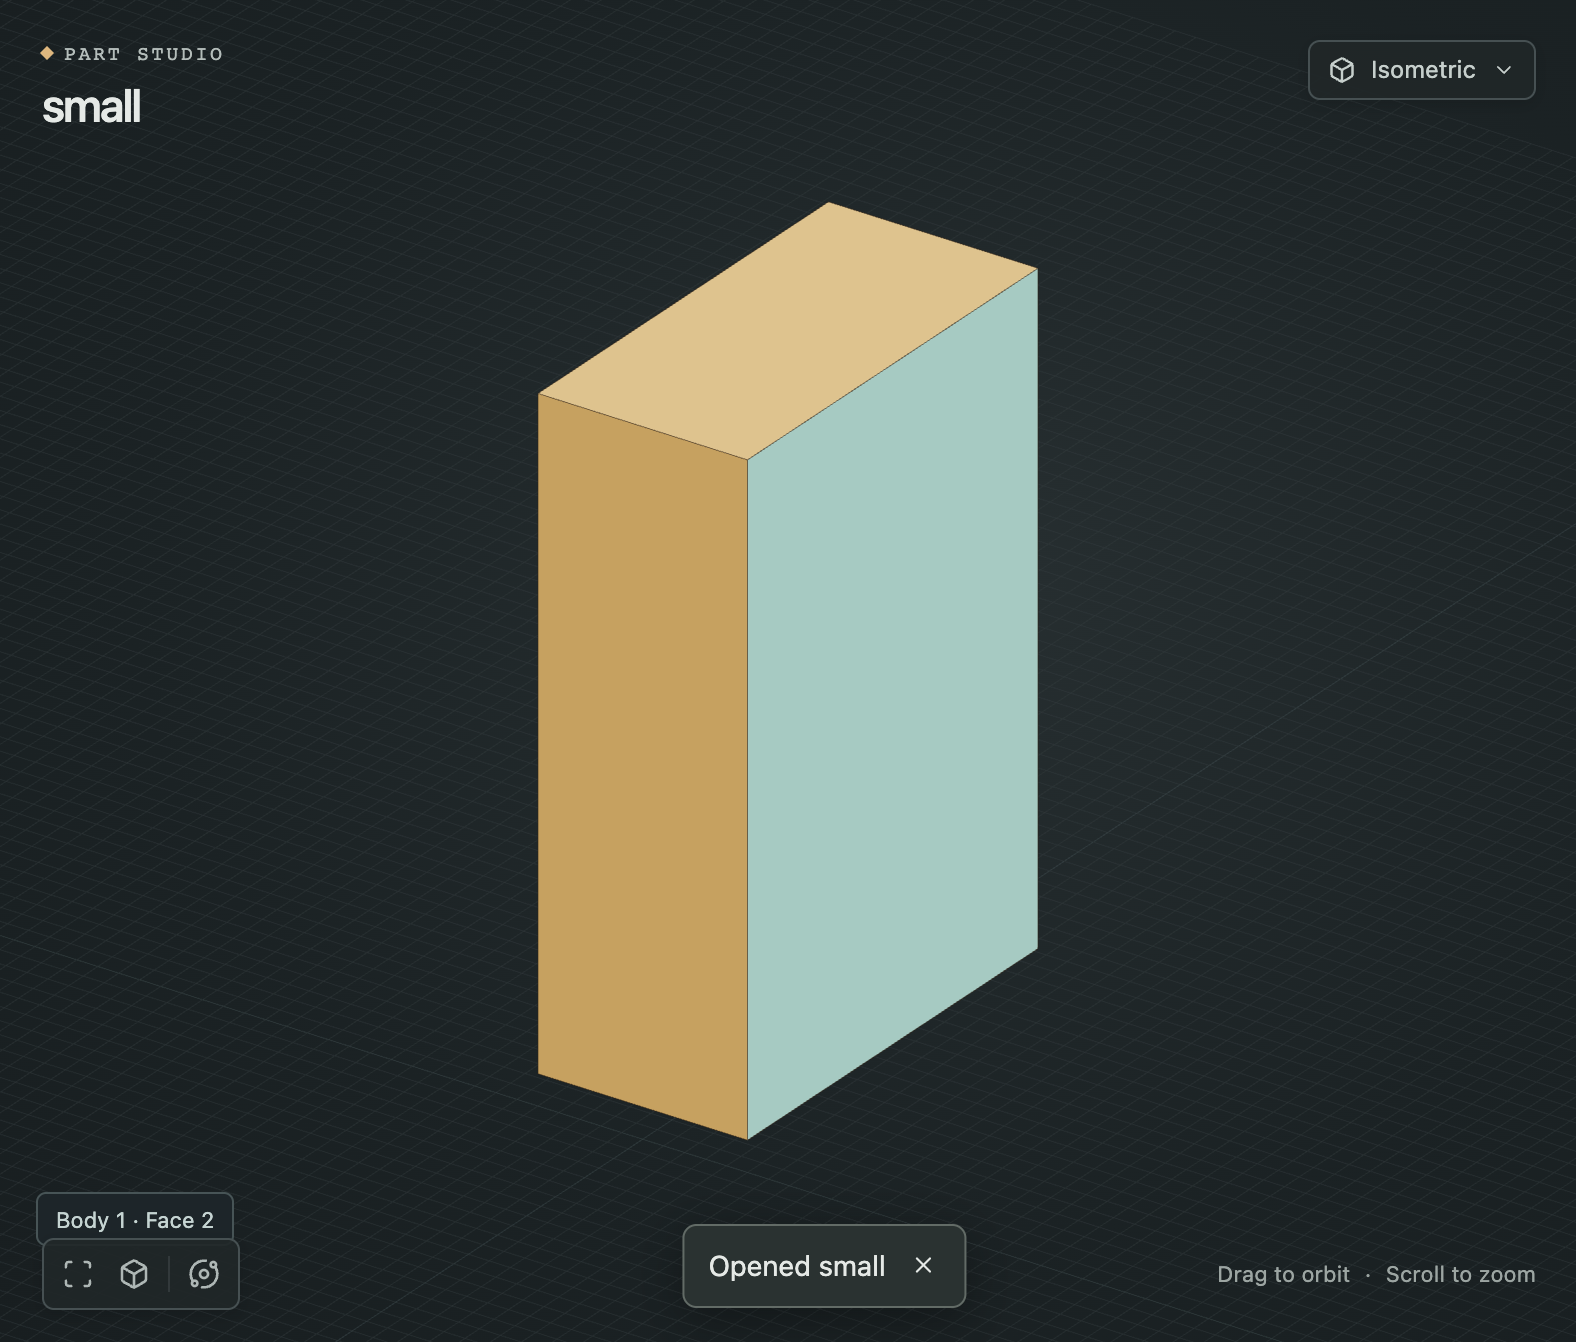 PART STUDIO
small
Isometric
Body 1 · Face 2
Opened small
Drag to orbit · Scroll to zoom